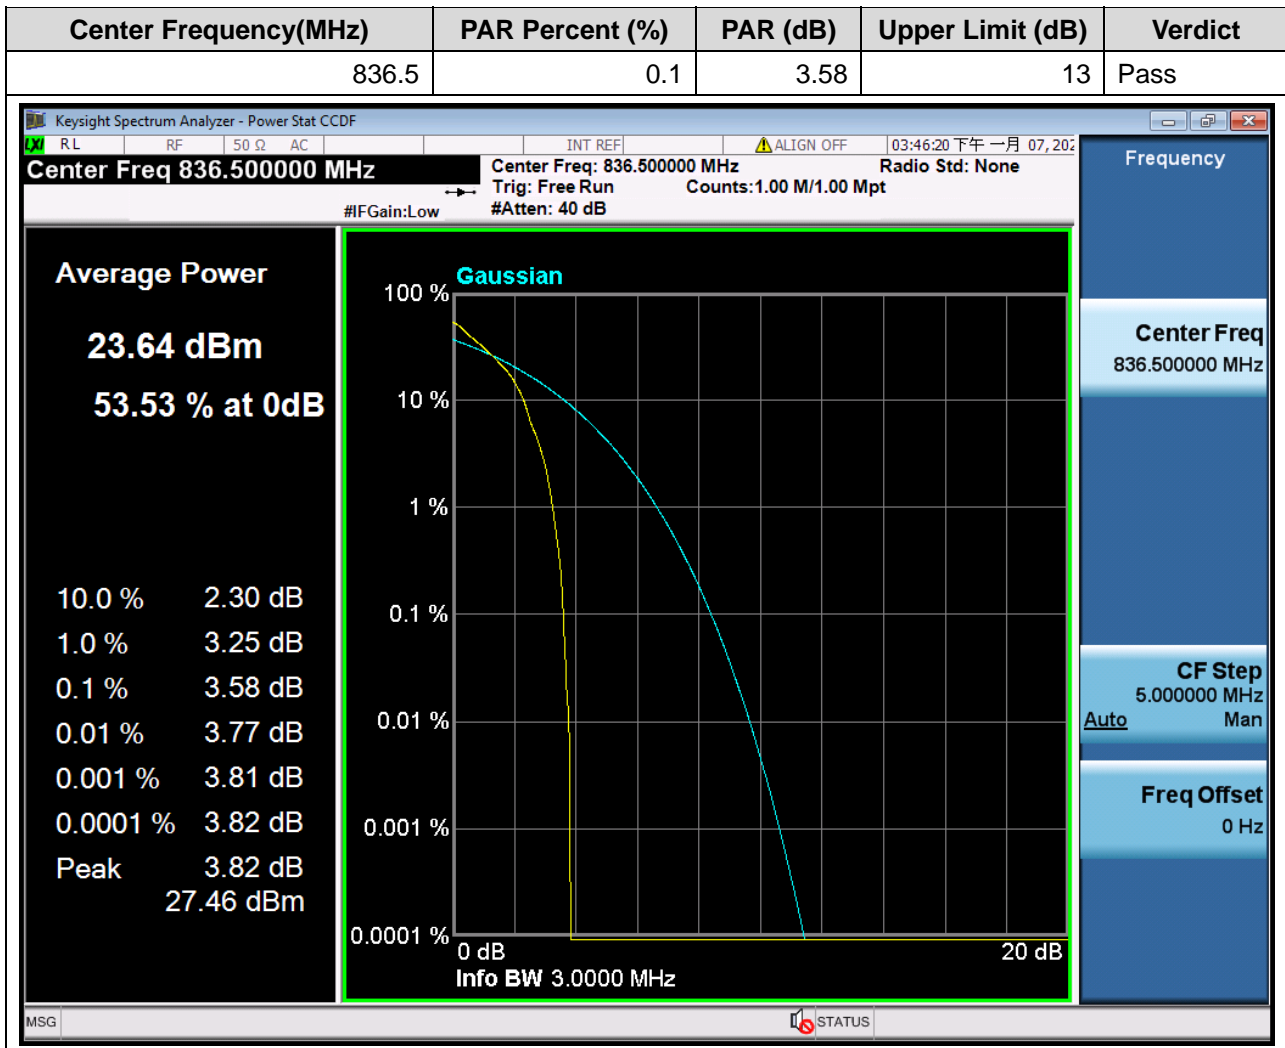 Center Frequency(MHz) PAR Percent (%) PAR (dB) Upper Limit (dB) Verdict
836.5 0.1 3.58 13 Pass
Keysight Spectrum Analyzer - Power Stat CCDF
LXI RL RF 50 Ω AC INT REF ALIGN OFF 03:46:20 下午 一月 07, 202
Center Freq 836.500000 MHz
Center Freq: 836.500000 MHz Radio Std: None
Trig: Free Run Counts:1.00 M/1.00 Mpt
#IFGain:Low #Atten: 40 dB
Average Power
23.64 dBm
53.53 % at 0dB
10.0 % 2.30 dB
1.0 % 3.25 dB
0.1 % 3.58 dB
0.01 % 3.77 dB
0.001 % 3.81 dB
0.0001 % 3.82 dB
Peak 3.82 dB
27.46 dBm
Gaussian
100 %
10 %
1 %
0.1 %
0.01 %
0.001 %
0.0001 %
0 dB 20 dB
Info BW 3.0000 MHz
Frequency
Center Freq
836.500000 MHz
CF Step
5.000000 MHz
Auto Man
Freq Offset
0 Hz
MSG STATUS